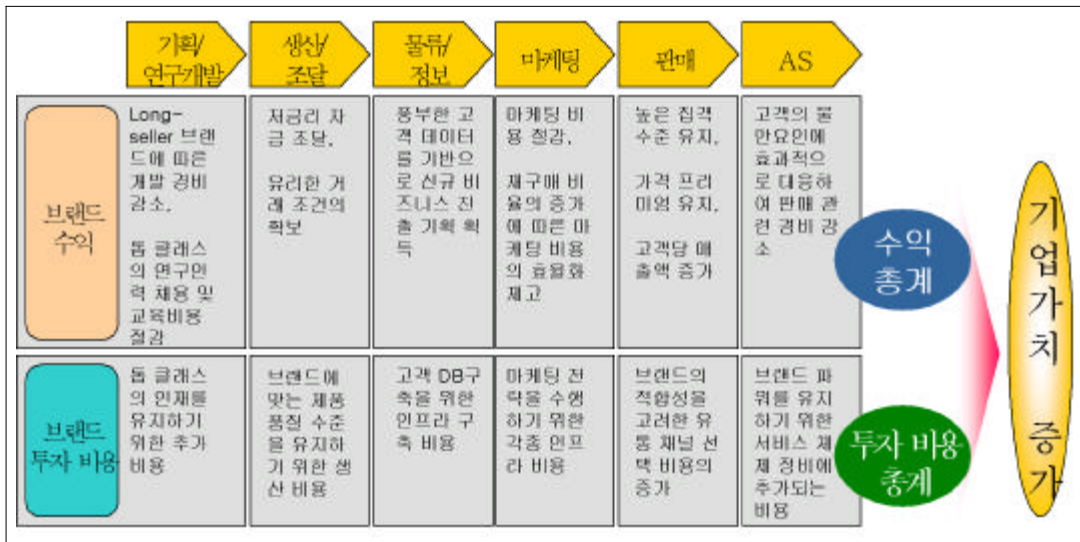 기획/
연구개발
생산/
조달
물류/
정보
마케팅
판매
AS
브랜드
수익
Long-
seller 브랜
드에 따른
개발 경비
감소,
톱 클래스
의 연구인
력 채용 및
교육비용
절감
저금리 자
금 조달,
유리한 거
래 조건의
확보
풍부한 고
객 데이터
를 기반으
로 신규 비
즈니스 진
출 기회 획
득
마케팅 비
용 절감,
재구매 비
율의 증가
에 따른 마
케팅 비용
의 효율화
제고
높은 집객
수준 유지,
가격 프리
미엄 유지,
고객당 매
출액 증가
고객의 불
만요인에
효과적으
로 대응하
여 판매 관
련 경비 감
소
수익
총계
브랜드
투자 비용
톱 클래스
의 인재를
유지하기
위한 추가
비용
브랜드에
맞는 제품
품질 수준
을 유지하
기 위한 생
산 비용
고객 DB구
축을 위한
인프라 구
축 비용
마케팅 전
략을 수행
하기 위한
각종 인프
라 비용
브랜드의
적합성을
고려한 유
통 채널 선
택 비용의
증가
브랜드 파
워를 유지
하기 위한
서비스 체
제 정비에
추가되는
비용
투자 비용
총계
기업가치 증가